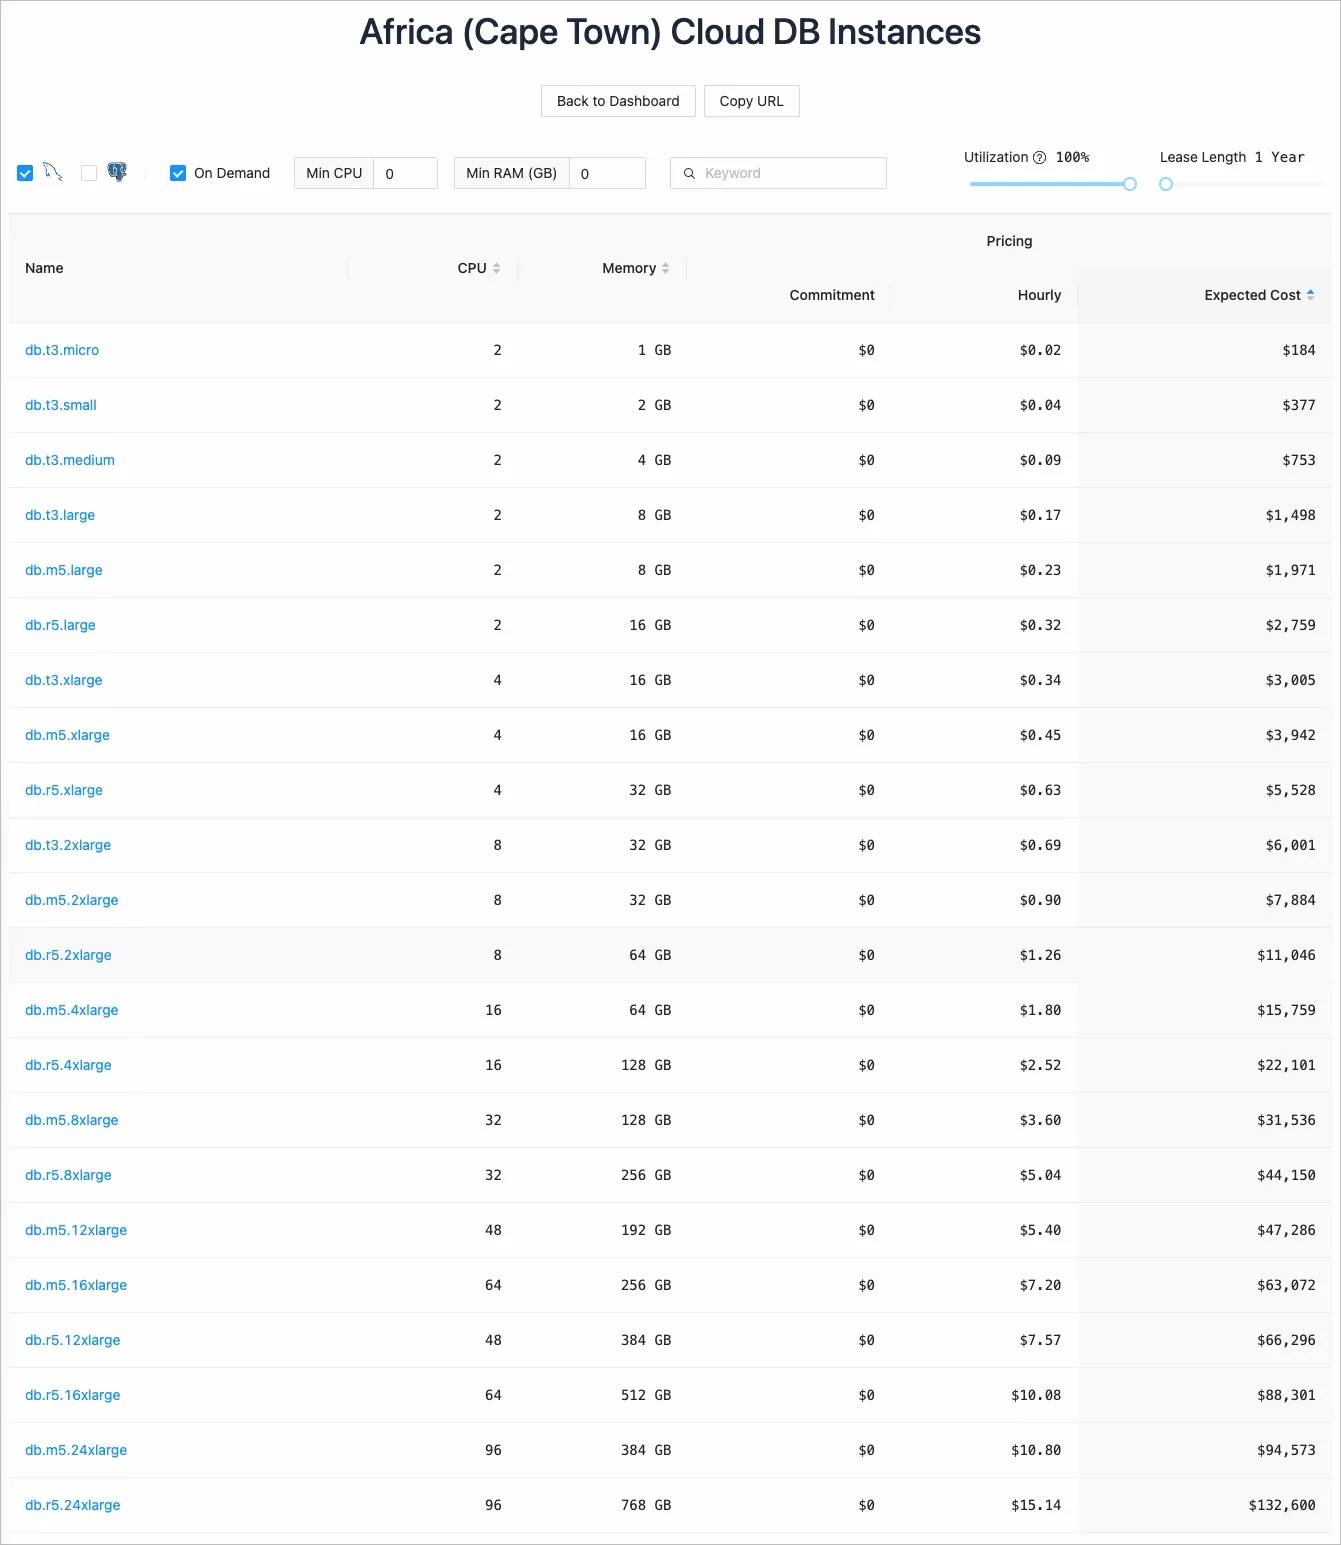 Africa (Cape Town) Cloud DB Instances
Back to Dashboard Copy URL
On Demand Min CPU 0 Min RAM (GB) 0 Keyword Utilization 100% Lease Length 1 Year
Pricing
Name CPU Memory
Commitment Hourly Expected Cost
db.t3.micro 2 1 GB $0 $0.02 $184
db.t3.small 2 2 GB $0 $0.04 $377
db.t3.medium 2 4 GB $0 $0.09 $753
db.t3.large 2 8 GB $0 $0.17 $1,498
db.m5.large 2 8 GB $0 $0.23 $1,971
db.r5.large 2 16 GB $0 $0.32 $2,759
db.t3.xlarge 4 16 GB $0 $0.34 $3,005
db.m5.xlarge 4 16 GB $0 $0.45 $3,942
db.r5.xlarge 4 32 GB $0 $0.63 $5,528
db.t3.2xlarge 8 32 GB $0 $0.69 $6,001
db.m5.2xlarge 8 32 GB $0 $0.90 $7,884
db.r5.2xlarge 8 64 GB $0 $1.26 $11,046
db.m5.4xlarge 16 64 GB $0 $1.80 $15,759
db.r5.4xlarge 16 128 GB $0 $2.52 $22,101
db.m5.8xlarge 32 128 GB $0 $3.60 $31,536
db.r5.8xlarge 32 256 GB $0 $5.04 $44,150
db.m5.12xlarge 48 192 GB $0 $5.40 $47,286
db.m5.16xlarge 64 256 GB $0 $7.20 $63,072
db.r5.12xlarge 48 384 GB $0 $7.57 $66,296
db.r5.16xlarge 64 512 GB $0 $10.08 $88,301
db.m5.24xlarge 96 384 GB $0 $10.80 $94,573
db.r5.24xlarge 96 768 GB $0 $15.14 $132,600